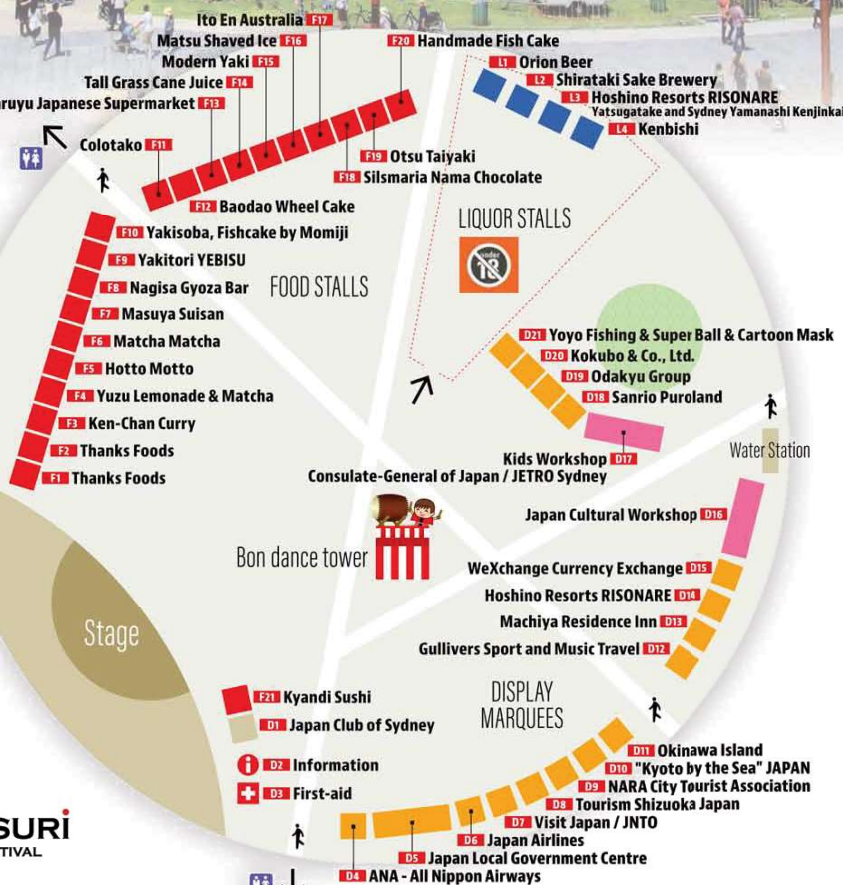 Ito En Australia F17
Matsu Shaved Ice F16
F20 Handmade Fish Cake
Modern Yaki F15
L1 Orion Beer
Tall Grass Cane Juice F14
L2 Shirataki Sake Brewery
Japanese Supermarket F13
L3 Hoshino Resorts RISONARE
Yatsugatake and Sydney Yamanashi Kenjinkai
L4 Kenbishi
Colotako F11
F19 Otsu Taiyaki
F18 Silsmaria Nama Chocolate
F12 Baodao Wheel Cake
LIQUOR STALLS
under
18
F10 Yakisoba, Fishcake by Momiji
F9 Yakitori YEBISU
FOOD STALLS
F8 Nagisa Gyoza Bar
F7 Masuya Suisan
F6 Matcha Matcha
F5 Hotto Motto
F4 Yuzu Lemonade & Matcha
F3 Ken-Chan Curry
F2 Thanks Foods
F1 Thanks Foods
D21 Yoyo Fishing & Super Ball & Cartoon Mask
D20 Kokubo & Co., Ltd.
D19 Odakyu Group
D18 Sanrio Puroland
Water Station
Kids Workshop D17
Consulate-General of Japan / JETRO Sydney
Japan Cultural Workshop D16
Bon dance tower
WeXchange Currency Exchange D15
Hoshino Resorts RISONARE D14
Machiya Residence Inn D13
Gullivers Sport and Music Travel D12
Stage
DISPLAY
MARQUEES
F21 Kyandi Sushi
D1 Japan Club of Sydney
i D2 Information
D3 First-aid
D11 Okinawa Island
D10 "Kyoto by the Sea" JAPAN
D9 NARA City Tourist Association
D8 Tourism Shizuoka Japan
D7 Visit Japan / JNTO
D6 Japan Airlines
D5 Japan Local Government Centre
D4 ANA - All Nippon Airways
SURi
TIVAL